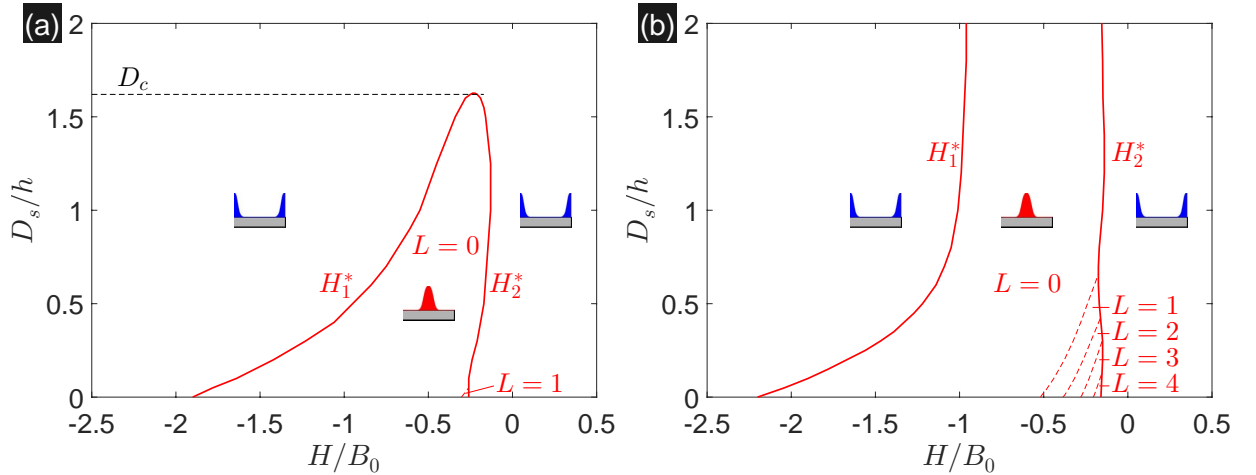 (a)
2
1.5
1
0.5
0
D_s/h
D_c
H_1^*
L = 0
H_2^*
L = 1
-2.5 -2 -1.5 -1 -0.5 0 0.5
H/B_0
(b)
2
1.5
1
0.5
0
D_s/h
H_1^*
H_2^*
L = 0
L = 1
L = 2
L = 3
L = 4
-2.5 -2 -1.5 -1 -0.5 0 0.5
H/B_0